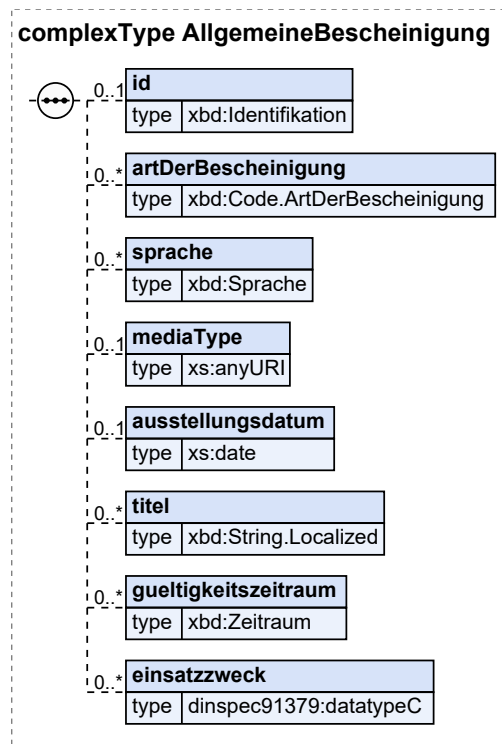 complexType AllgemeineBescheinigung
0..1 id
type xbd:Identifikation
0..* artDerBescheinigung
type xbd:Code.ArtDerBescheinigung
0..* sprache
type xbd:Sprache
0..1 mediaType
type xs:anyURI
0..1 ausstellungsdatum
type xs:date
0..* titel
type xbd:String.Localized
0..* gueltigkeitszeitraum
type xbd:Zeitraum
0..* einsatzzweck
type dinspec91379:datatypeC